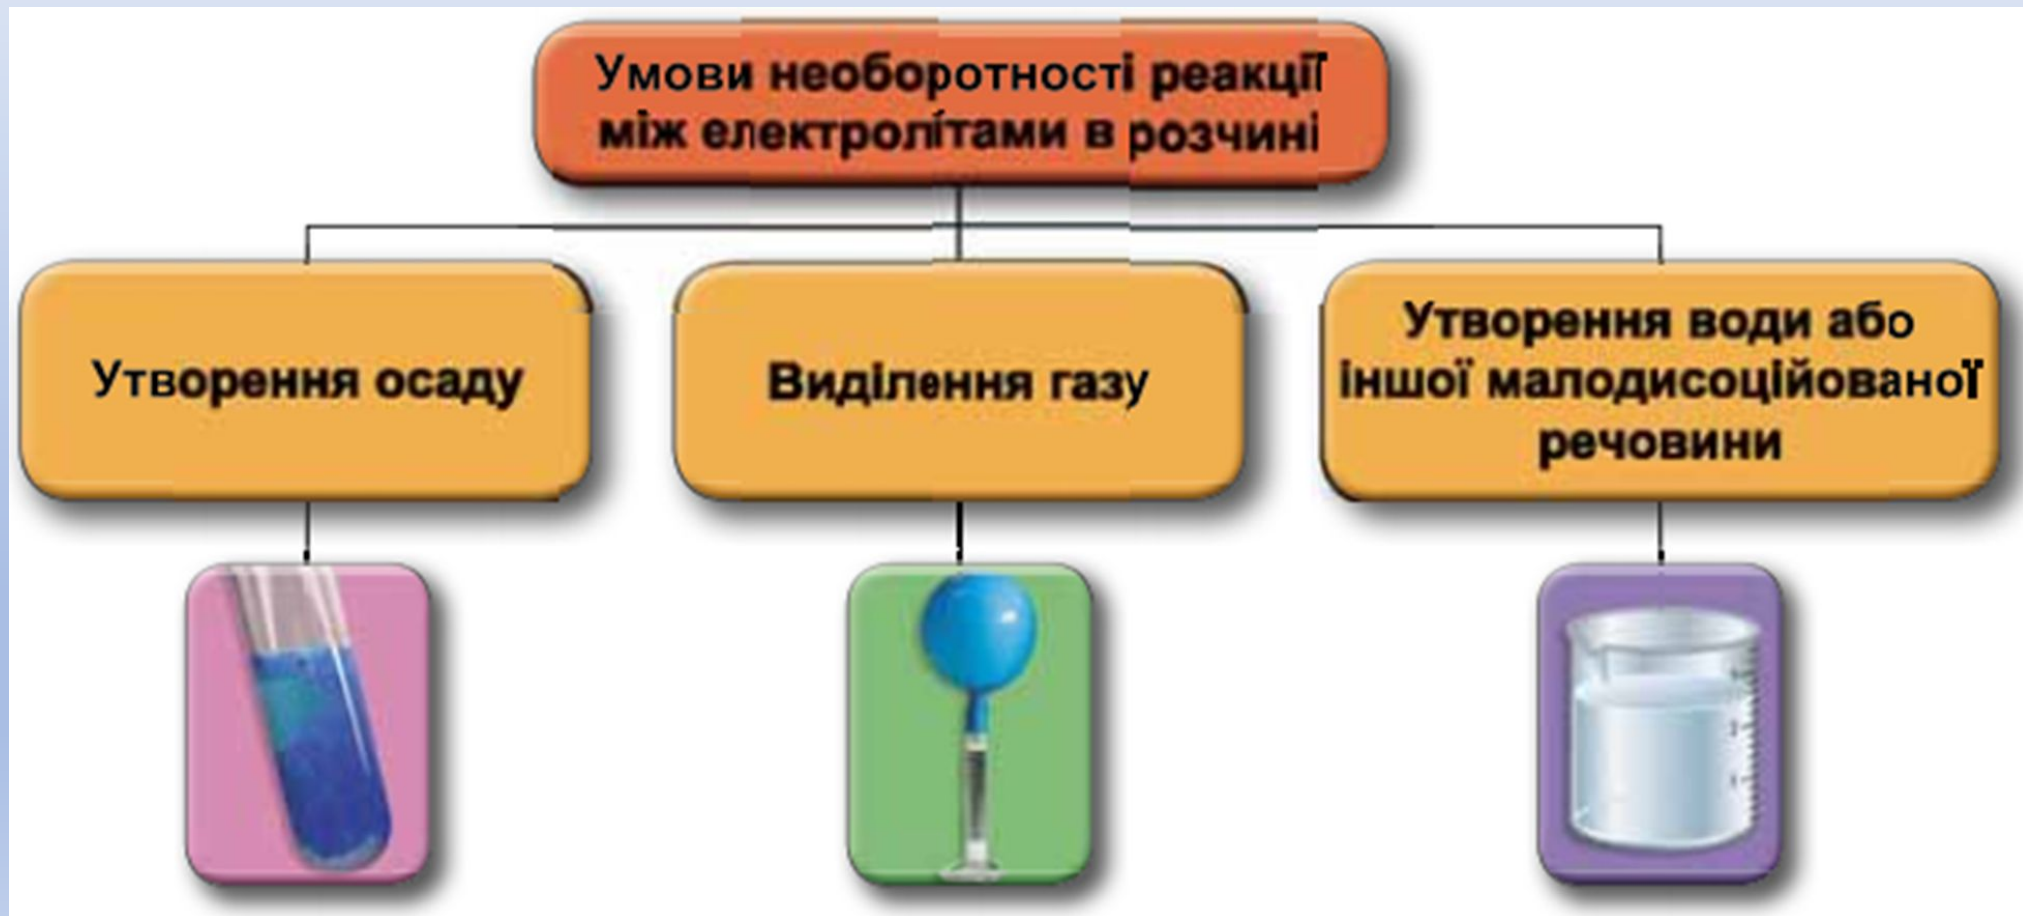 Умови необоротності реакції
між електролітами в розчині
Утворення осаду
Виділення газу
Утворення води або
іншої малодисоційованої
речовини